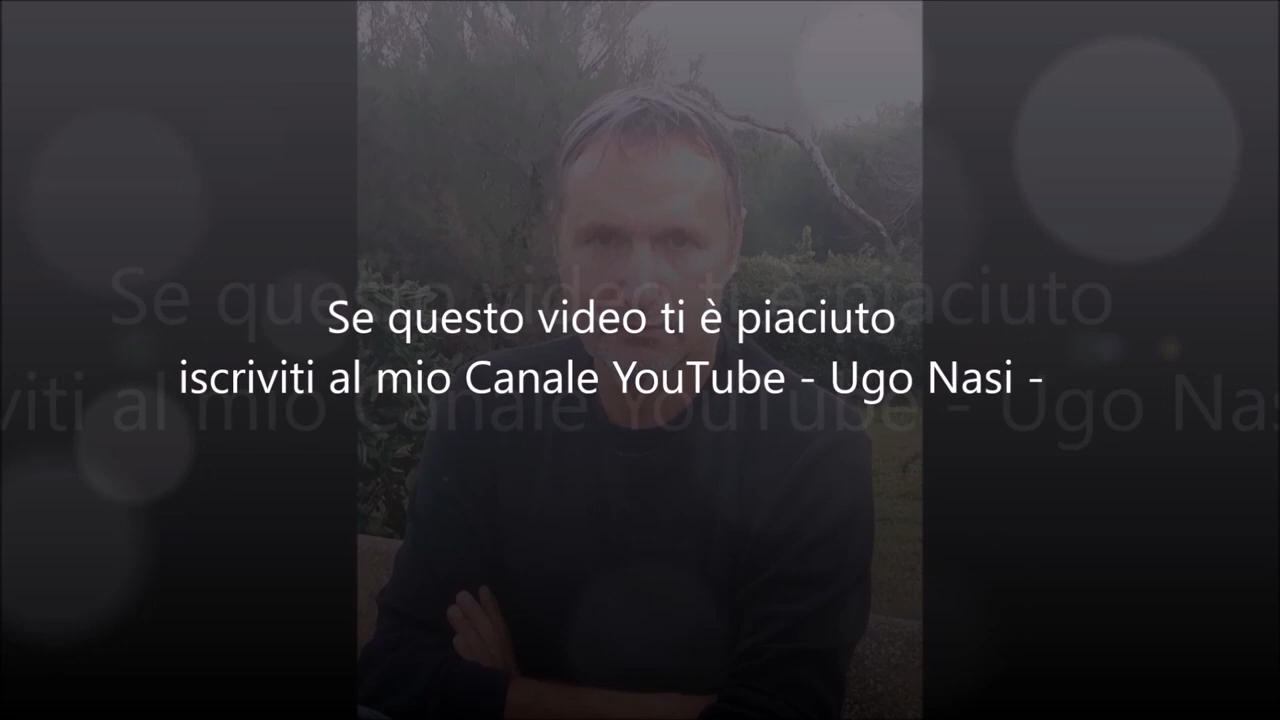 Se questo video ti è piaciuto
iscriviti al mio Canale YouTube - Ugo Nasi -